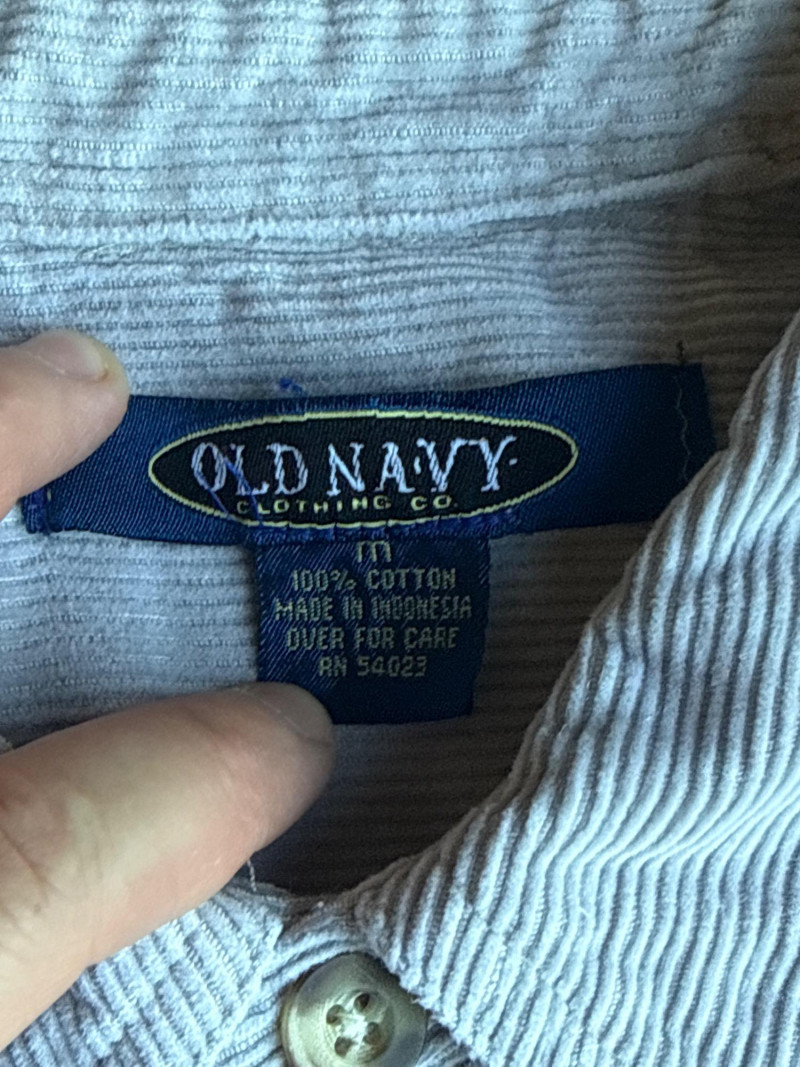 OLD NAVY
CLOTHING CO.
m
100% COTTON
MADE IN INDONESIA
OVER FOR CARE
RN 54023